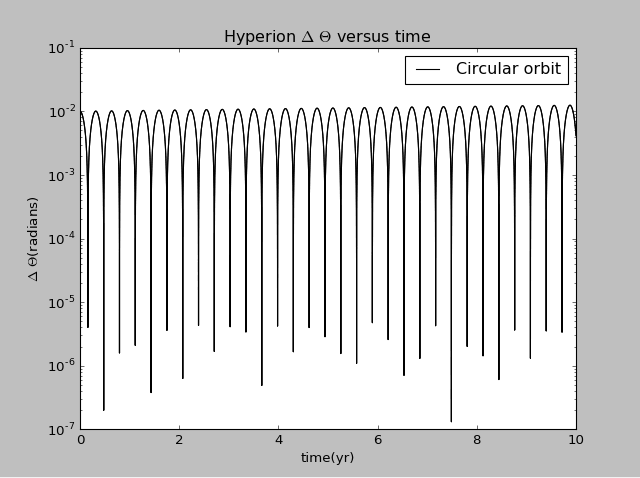 Hyperion Δ Θ versus time
Circular orbit
10⁻¹
10⁻²
10⁻³
10⁻⁴
10⁻⁵
10⁻⁶
10⁻⁷
Δ Θ(radians)
0 2 4 6 8 10
time(yr)